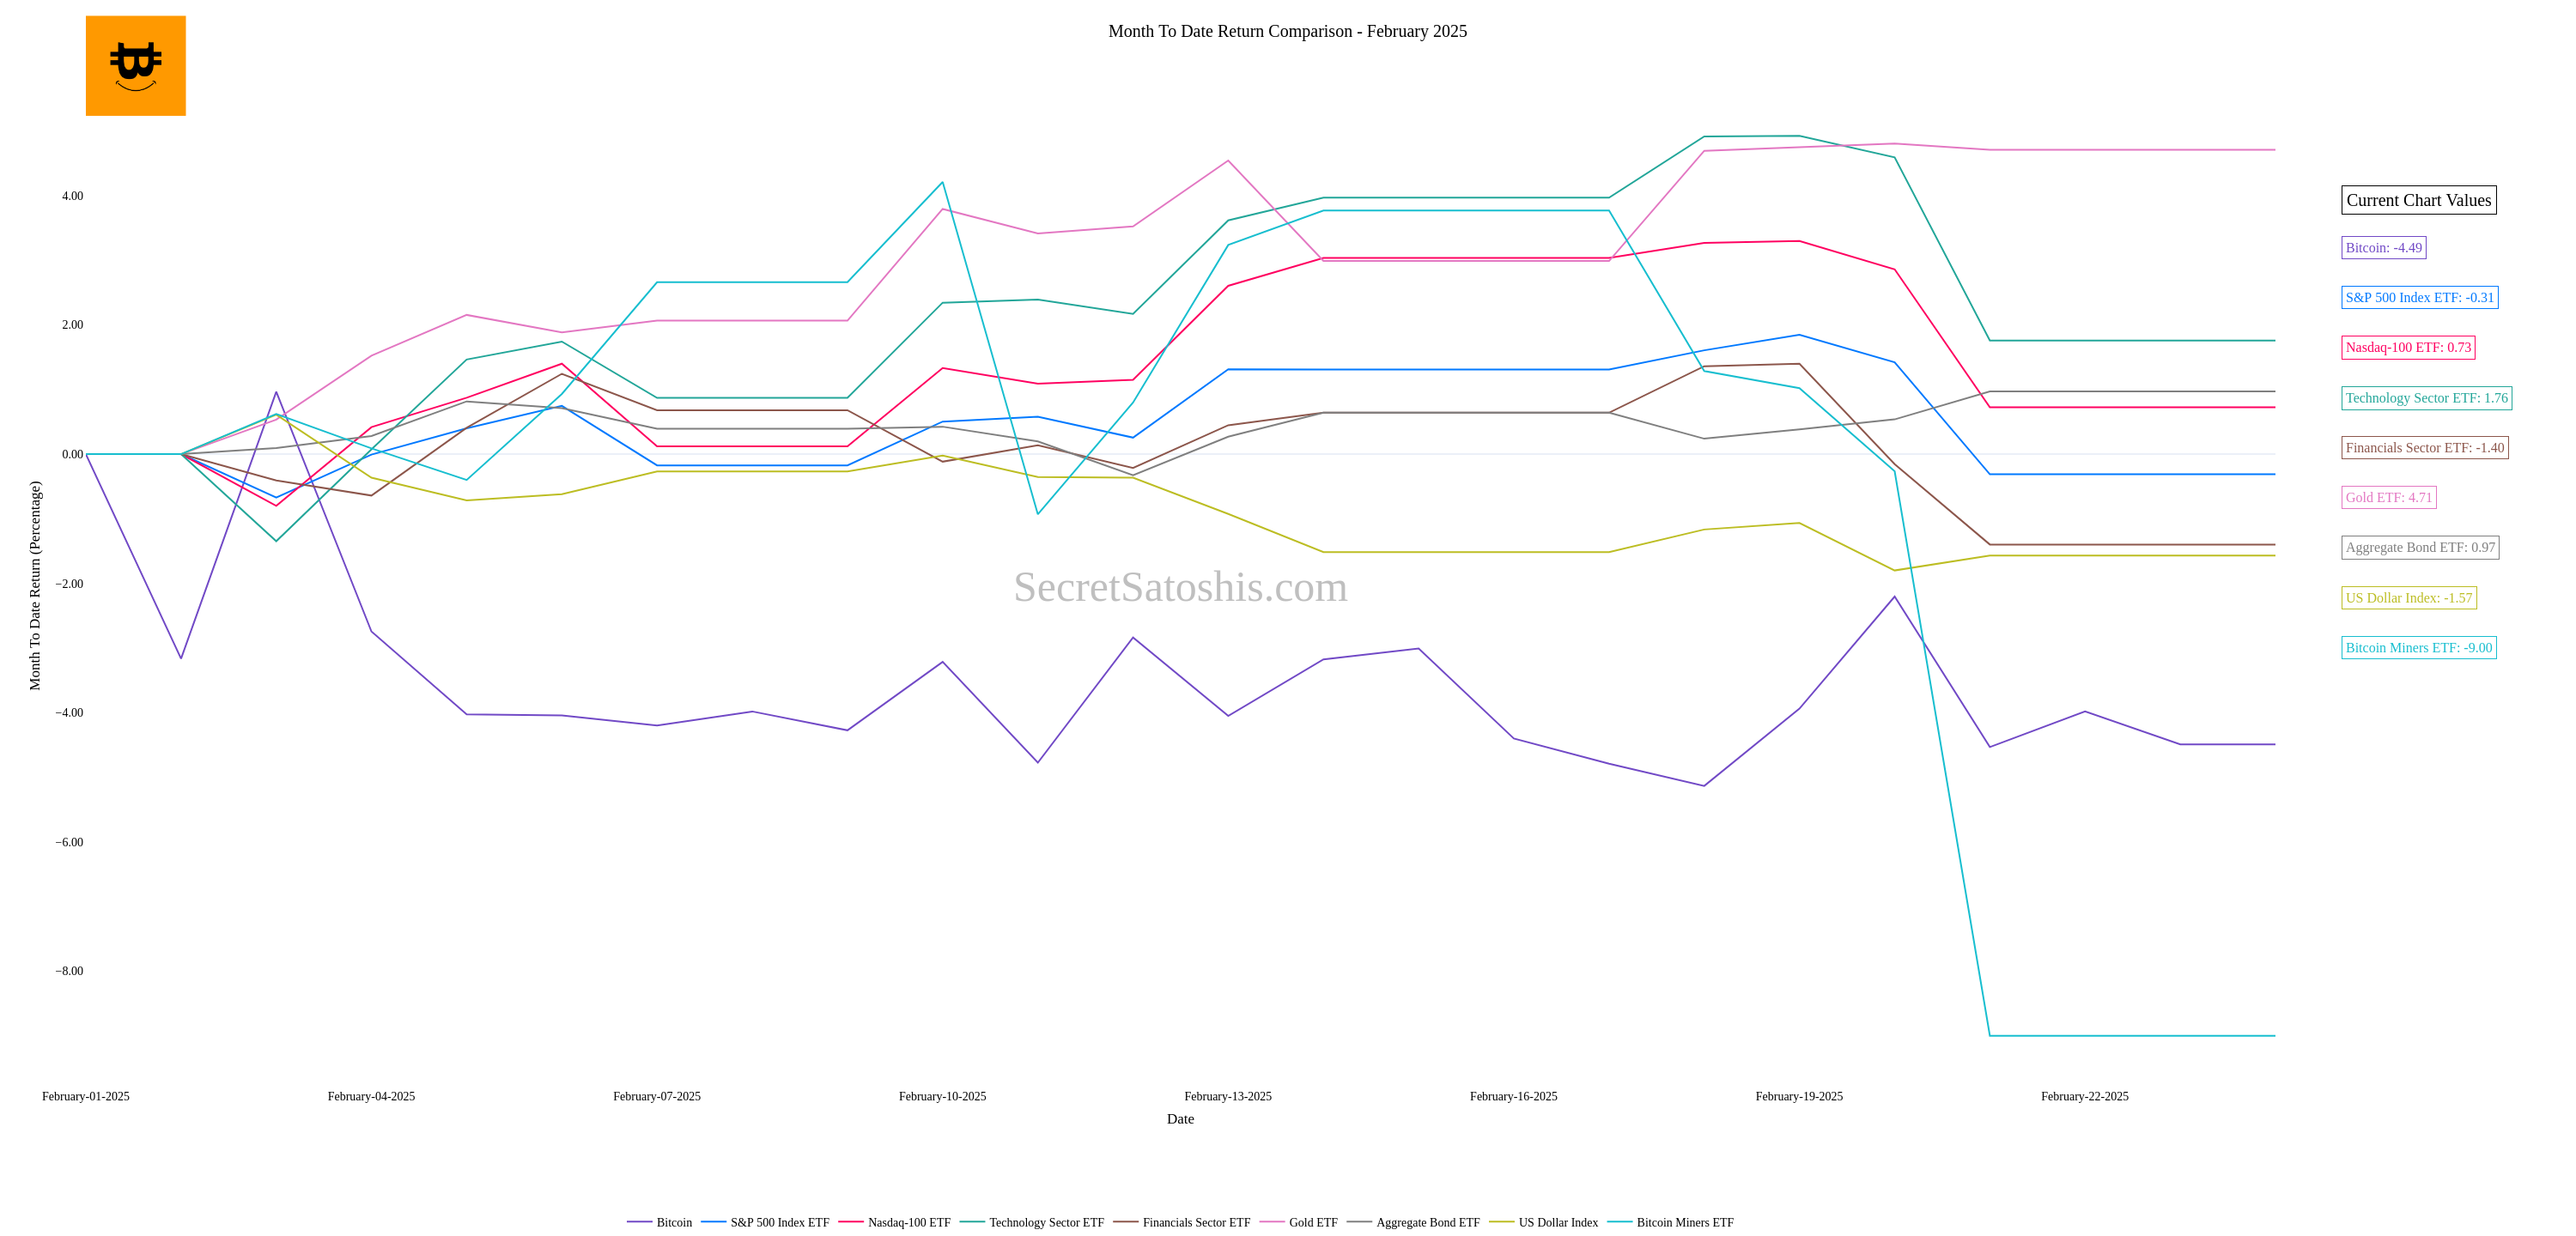 Month To Date Return Comparison - February 2025
4.00
2.00
0.00
−2.00
−4.00
−6.00
−8.00
Month To Date Return (Percentage)
SecretSatoshis.com
Current Chart Values
Bitcoin: -4.49
S&P 500 Index ETF: -0.31
Nasdaq-100 ETF: 0.73
Technology Sector ETF: 1.76
Financials Sector ETF: -1.40
Gold ETF: 4.71
Aggregate Bond ETF: 0.97
US Dollar Index: -1.57
Bitcoin Miners ETF: -9.00
February-01-2025 February-04-2025 February-07-2025 February-10-2025 February-13-2025 February-16-2025 February-19-2025 February-22-2025
Date
Bitcoin S&P 500 Index ETF Nasdaq-100 ETF Technology Sector ETF Financials Sector ETF Gold ETF Aggregate Bond ETF US Dollar Index Bitcoin Miners ETF